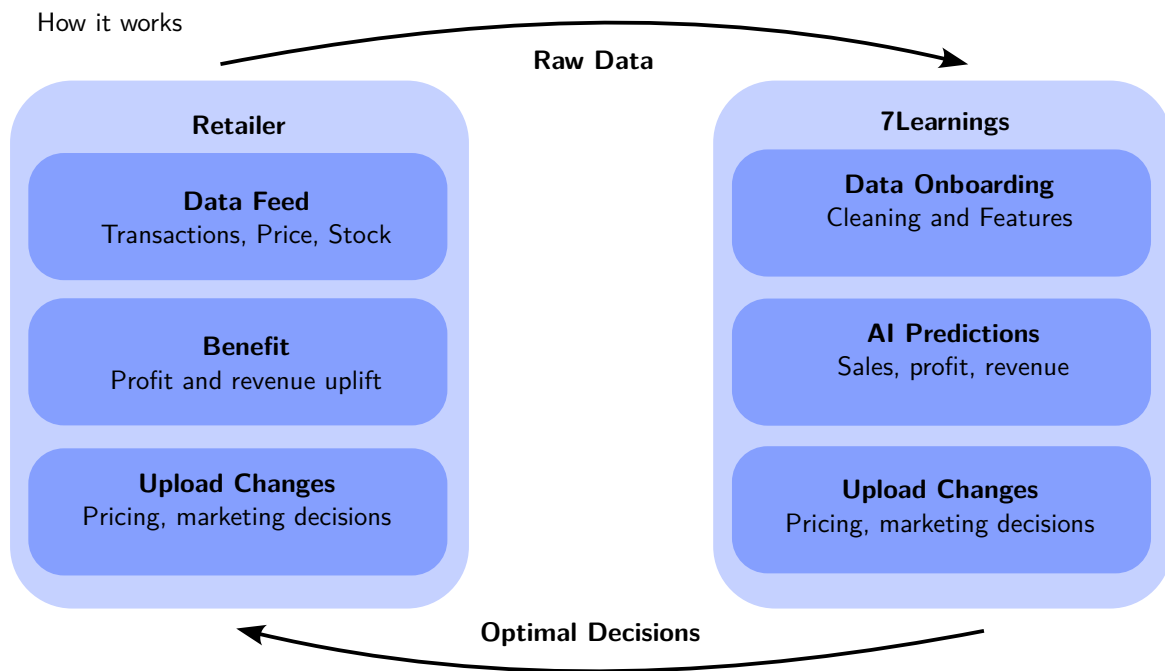 How it works
Raw Data
Retailer
Data Feed
Transactions, Price, Stock
Benefit
Profit and revenue uplift
Upload Changes
Pricing, marketing decisions
7Learnings
Data Onboarding
Cleaning and Features
AI Predictions
Sales, profit, revenue
Upload Changes
Pricing, marketing decisions
Optimal Decisions